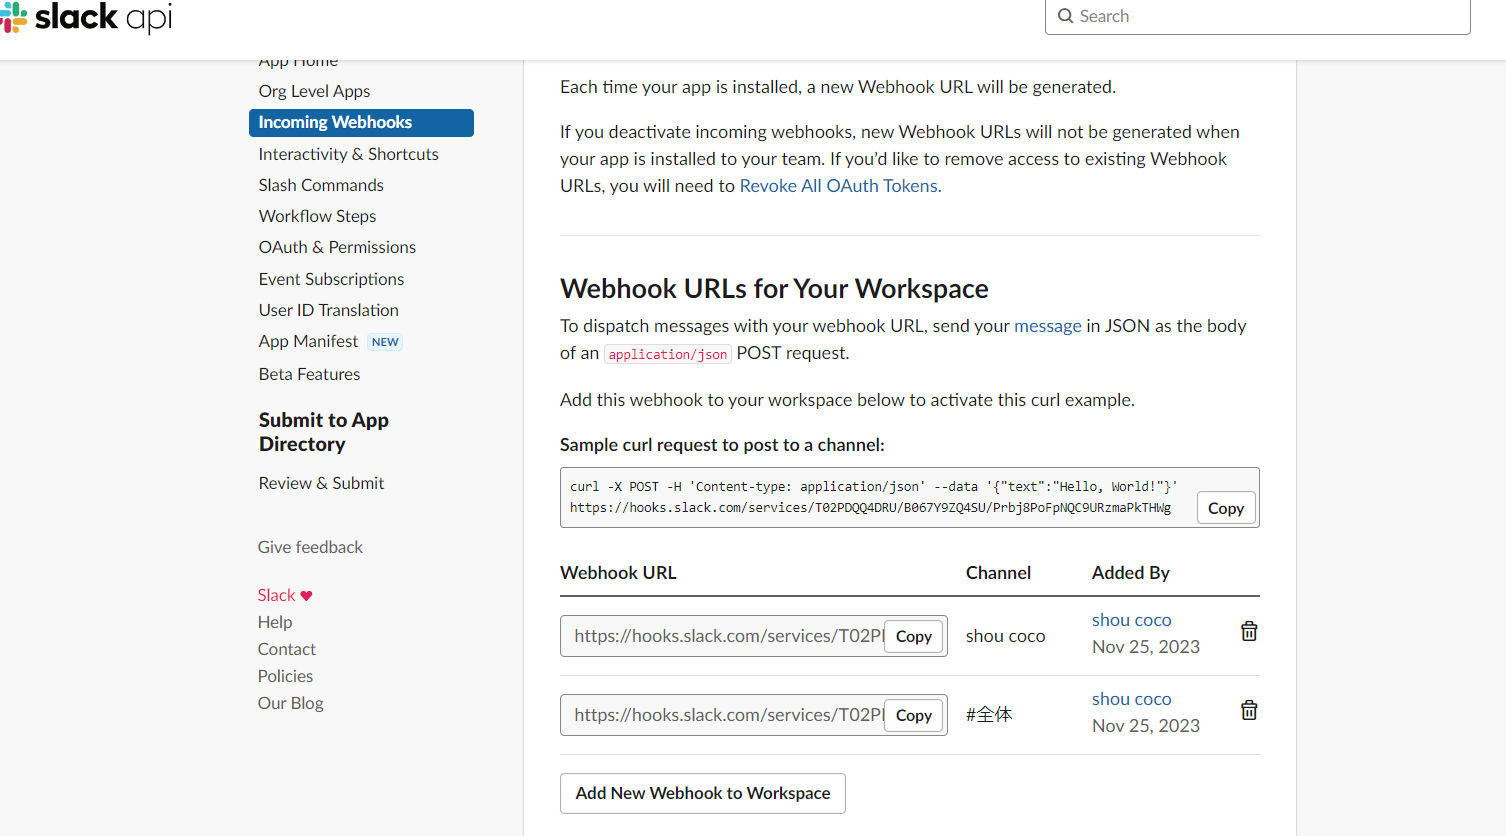 slack api
Search
App Home
Org Level Apps
Incoming Webhooks
Interactivity & Shortcuts
Slash Commands
Workflow Steps
OAuth & Permissions
Event Subscriptions
User ID Translation
App Manifest NEW
Beta Features
Submit to App
Directory
Review & Submit
Give feedback
Slack
Help
Contact
Policies
Our Blog
Each time your app is installed, a new Webhook URL will be generated.
If you deactivate incoming webhooks, new Webhook URLs will not be generated when
your app is installed to your team. If you’d like to remove access to existing Webhook
URLs, you will need to Revoke All OAuth Tokens.
Webhook URLs for Your Workspace
To dispatch messages with your webhook URL, send your message in JSON as the body
of an application/json POST request.
Add this webhook to your workspace below to activate this curl example.
Sample curl request to post to a channel:
curl -X POST -H 'Content-type: application/json' --data '{"text":"Hello, World!"}'
https://hooks.slack.com/services/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
Copy
Webhook URL Channel Added By
https://hooks.slack.com/services/T02P Copy shou coco shou coco
Nov 25, 2023
https://hooks.slack.com/services/T02P Copy #全体 shou coco
Nov 25, 2023
Add New Webhook to Workspace